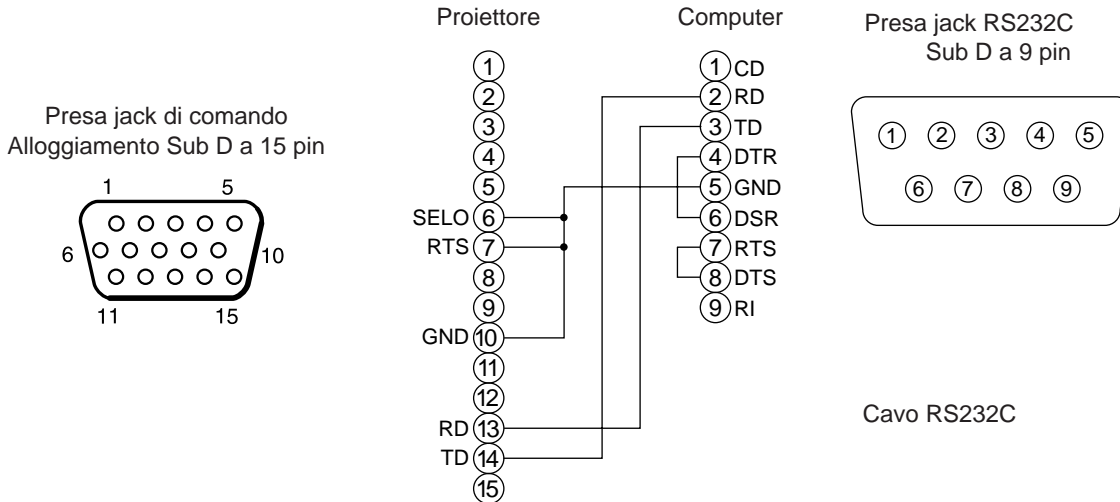 Proiettore
Computer
Presa jack RS232C
Sub D a 9 pin
Presa jack di comando
Alloggiamento Sub D a 15 pin
1 5
6 10
11 15
1
2
3
4
5
SELO 6
RTS 7
8
9
GND 10
11
12
RD 13
TD 14
15
1 CD
2 RD
3 TD
4 DTR
5 GND
6 DSR
7 RTS
8 DTS
9 RI
1 2 3 4 5
6 7 8 9
Cavo RS232C